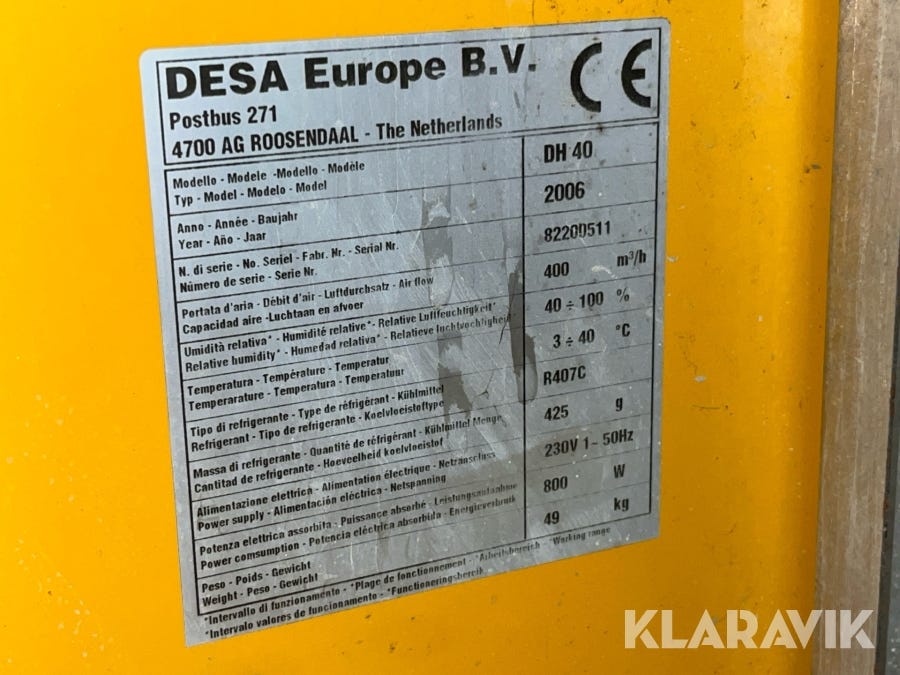 DESA Europe B.V. CE
Postbus 271
4700 AG ROOSENDAAL - The Netherlands
Modello - Modele -Modello - Modèle
Typ - Model - Modelo - Model
DH 40
Anno - Année - Baujahr
Year - Año - Jaar
2006
N. di serie - No. Seriel - Fabr. Nr. - Serial Nr.
Número de serie - Serie Nr.
82200511
Portata d'aria - Débit d'air - Luftdurchsatz - Air flow
Capacidad aire -Luchtaan en afvoer
400 m³/h
Umidità relativa* - Humidité relative* - Relative Luftfeuchtigkeit*
Relative humidity* - Humedad relativa* - Relatieve luchtvochtigheid*
40 ÷ 100 %
Temperatura - Température - Temperatur
Temperarature - Temperatura - Temperatuur
3 ÷ 40 °C
Tipo di refrigerante - Type de réfrigérant - Kühlmittel
Refrigerant - Tipo de refrigerante - Koelvloeistoftype
R407C
Massa di refrigerante - Quantité de réfrigérant - Kühlmittel Menge
Cantitad de refrigerante - Hoeveelheid koelvloeistof
425 g
Alimentazione elettrica - Alimentation électrique - Netzanschluss
Power supply - Alimentación eléctrica - Netspanning
230V 1~ 50Hz
Potenza elettrica assorbita - Puissance absorbé - Leistungsaufnahme
Power comsumption - Potencia eléctrica absorbida - Energieverbruik
800 W
Peso - Poids - Gewicht
Weight - Peso - Gewicht
49 kg
*Intervallo di funzionamento - *Plage de fonctionnement - *Arbeitsbereich - *Working range
*Intervalo valores de funcionamento - *Functioneringsbereik
KLARAVIK